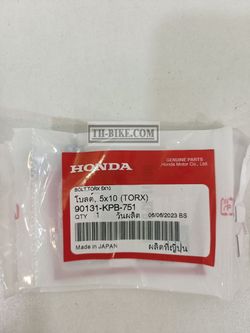 TH-BIKE.COM
GENUINE PARTS
Honda Motor Co., Ltd.
HONDA
BOLT,TORX 5X10
โบลต์, 5x10 (TORX)
90131-KPB-751
QTY 1 วันผลิต 06/06/2023 BS
Made in JAPAN ผลิตที่ญี่ปุ่น